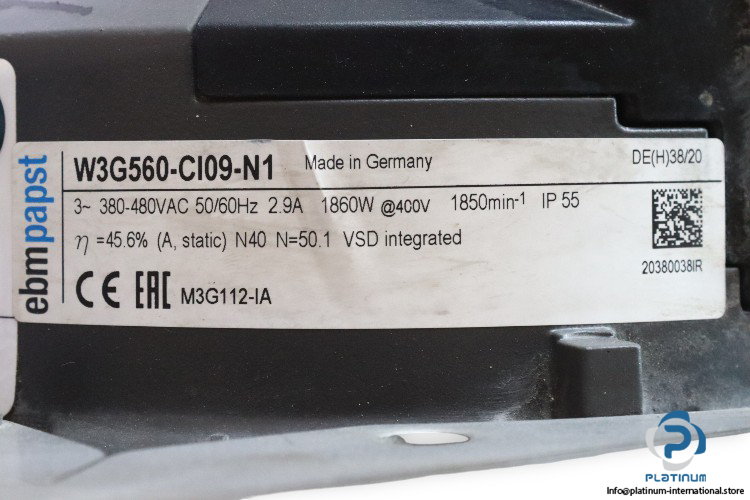 ebmpapst
W3G560-CI09-N1 Made in Germany DE(H)38/20
3~ 380-480VAC 50/60Hz 2.9A 1860W @400V 1850min-1 IP 55
η =45.6% (A, static) N40 N=50.1 VSD integrated
20380038IR
CE EAC M3G112-IA
PLATINUM
Info@platinum-international.store